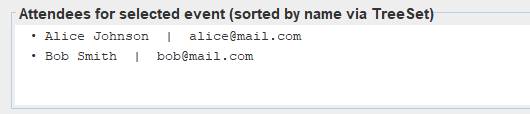 Attendees for selected event (sorted by name via TreeSet)
• Alice Johnson | alice@mail.com
• Bob Smith | bob@mail.com